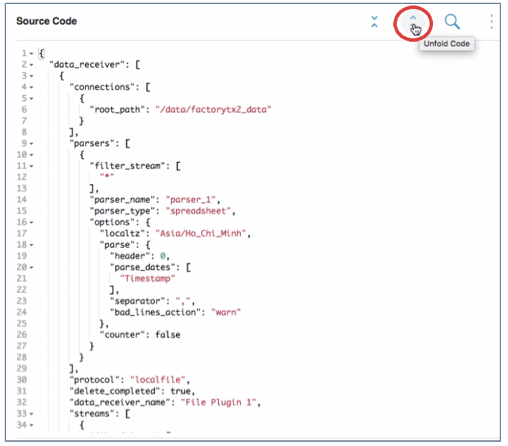 Source Code
Unfold Code
1 {
2 "data_receiver": [
3 {
4 "connections": [
5 {
6 "root_path": "/data/factorytx2_data"
7 }
8 ],
9 "parsers": [
10 {
11 "filter_stream": [
12 "*"
13 ],
14 "parser_name": "parser_1",
15 "parser_type": "spreadsheet",
16 "options": {
17 "localtz": "Asia/Ho_Chi_Minh",
18 "parse": {
19 "header": 0,
20 "parse_dates": [
21 "Timestamp"
22 ],
23 "separator": ",",
24 "bad_lines_action": "warn"
25 },
26 "counter": false
27 }
28 }
29 ],
30 "protocol": "localfile",
31 "delete_completed": true,
32 "data_receiver_name": "File Plugin 1",
33 "streams": [
34 {